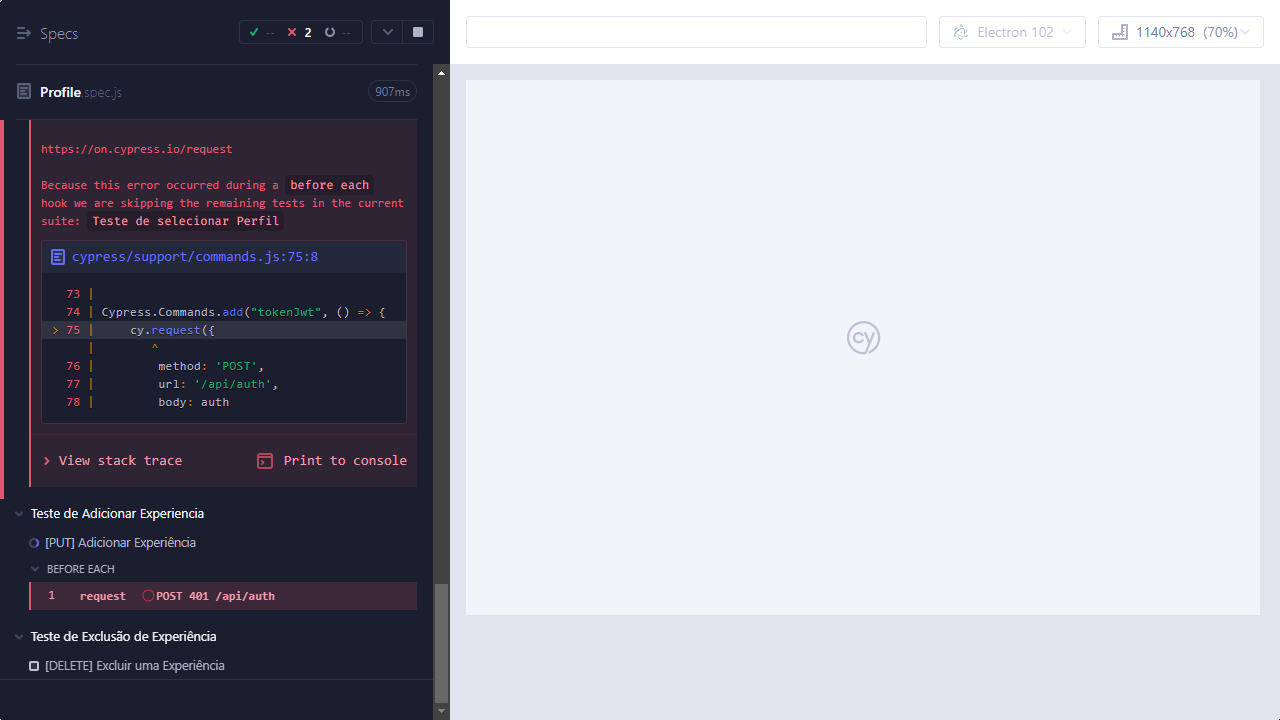 Specs
-- 2 --
Electron 102
1140x768 (70%)
Profile.spec.js
907ms
https://on.cypress.io/request
Because this error occurred during a before each
hook we are skipping the remaining tests in the current
suite: Teste de selecionar Perfil
cypress/support/commands.js:75:8
73 |
74 | Cypress.Commands.add("tokenJwt", () => {
> 75 | cy.request({
| ^
76 | method: 'POST',
77 | url: '/api/auth',
78 | body: auth
View stack trace
Print to console
cy
Teste de Adicionar Experiencia
[PUT] Adicionar Experiência
BEFORE EACH
1 request POST 401 /api/auth
Teste de Exclusão de Experiência
[DELETE] Excluir uma Experiência